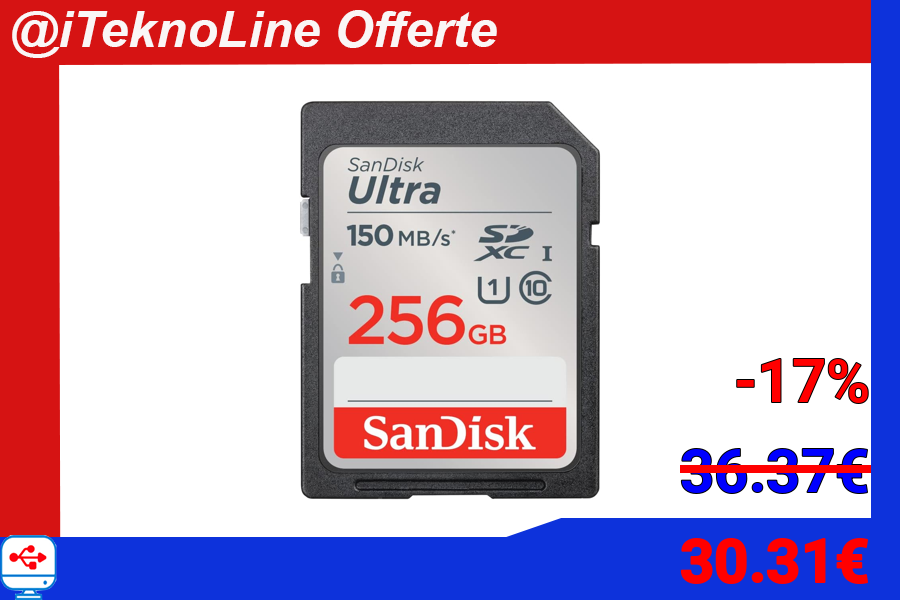 @iTeknoLine Offerte
SanDisk
Ultra
150 MB/s*
SD XC I
U1 10
256GB
SanDisk
-17%
36.37€
30.31€